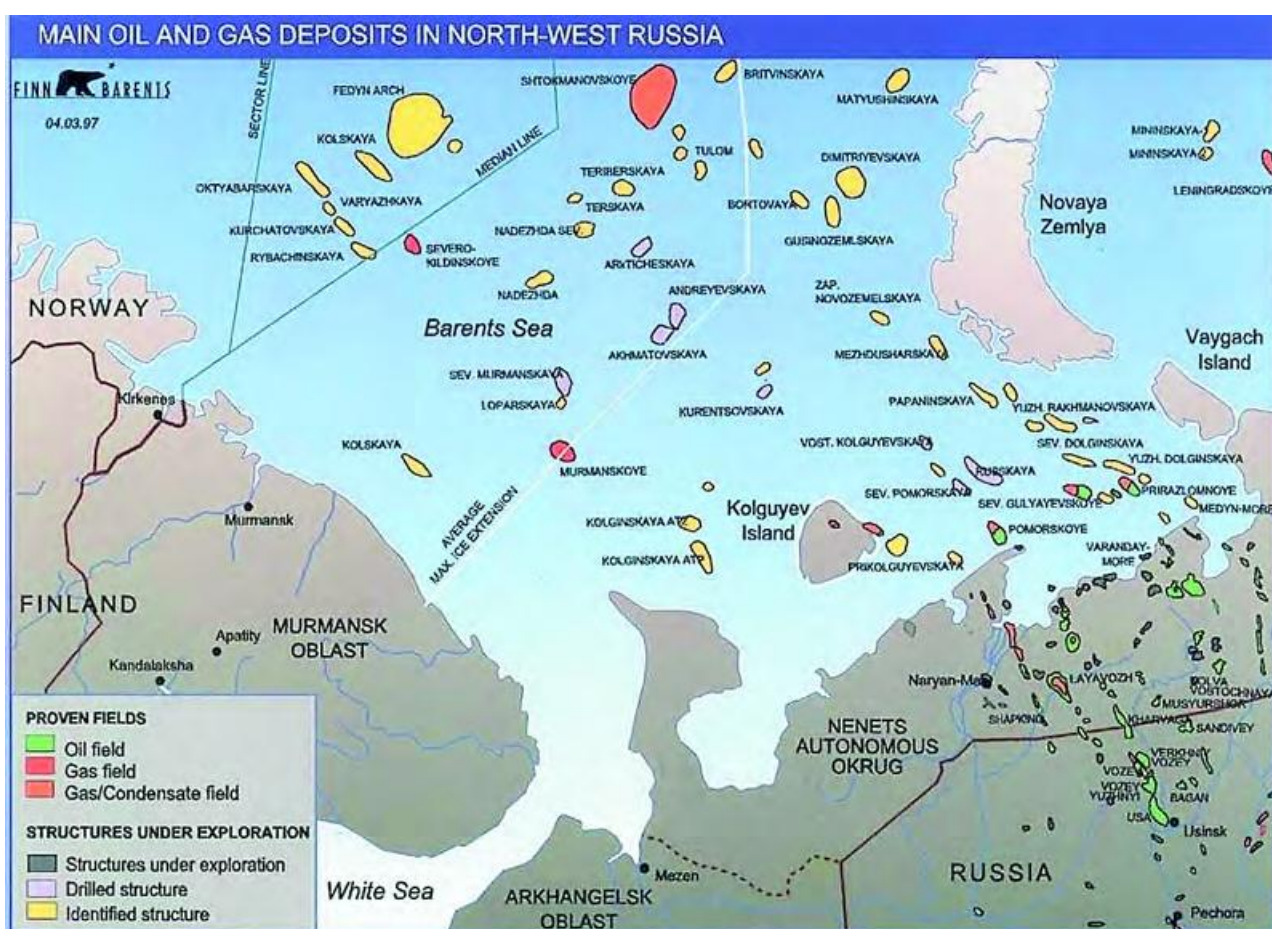 MAIN OIL AND GAS DEPOSITS IN NORTH-WEST RUSSIA
FINN BARENTS
04.03.97
SECTOR LINE
FEDYN ARCH
KOLSKAYA
MEDIAN LINE
OKTYABARSKAYA
VARYAZHKAYA
KURCHATOVSKAYA
RYBACHINSKAYA
SEVERO-
KILDINSKOYE
SHTOKMANOVSKOYE
BRITVINSKAYA
MATYUSHINSKAYA
TULOM
TERIBERSKAYA
TERSKAYA
NADEZHDA SEV.
NADEZHDA
ARKTICHESKAYA
ANDREYEVSKAYA
AKHMATOVSKAYA
DIMITRIYEVSKAYA
BORTOVAYA
GUSINOZEMLSKAYA
ZAP.
NOVOZEMELSKAYA
MEZHDUSHARSKAYA
Novaya
Zemlya
MININSKAYA
MININSKAYA
LENINGRADSKOYE
NORWAY
Barents Sea
Kirkenes
SEV. MURMANSKAYA
LOPARSKAYA
KOLSKAYA
MURMANSKOYE
KURENTSOVSKAYA
AVERAGE
MAX. ICE EXTENSION
Vaygach
Island
PAPANINSKAYA
YUZH. RAKHMANOVSKAYA
SEV. DOLGINSKAYA
YUZH. DOLGINSKAYA
VOST. KOLGUYEVSKAYA
RUSSKAYA
SEV. POMORSKAYA
SEV. GULYAYEVSKOYE
PRIRAZLOMNOYE
MEDYN-MORE
POMORSKOYE
VARANDAY-
MORE
Kolguyev
Island
KOLGINSKAYA ATP
KOLGINSKAYA ATP
PRIKOLGUYEVSKAYA
Murmansk
FINLAND
Apatity
MURMANSK
OBLAST
Kandalaksha
Naryan-Mar
SHAPKINO
LAYAVOZH
KOLVA
VOSTOCHNAYA
MUSYURSHOR
KHARYAGA
SANDIVEY
NENETS
AUTONOMOUS
OKRUG
VERKHNIY
VOZEY
VOZEY
VOZEY
YUZHNYI
BAGAN
USA
Usinsk
RUSSIA
Pechora
Mezen
ARKHANGELSK
OBLAST
White Sea
PROVEN FIELDS
Oil field
Gas field
Gas/Condensate field
STRUCTURES UNDER EXPLORATION
Structures under exploration
Drilled structure
Identified structure